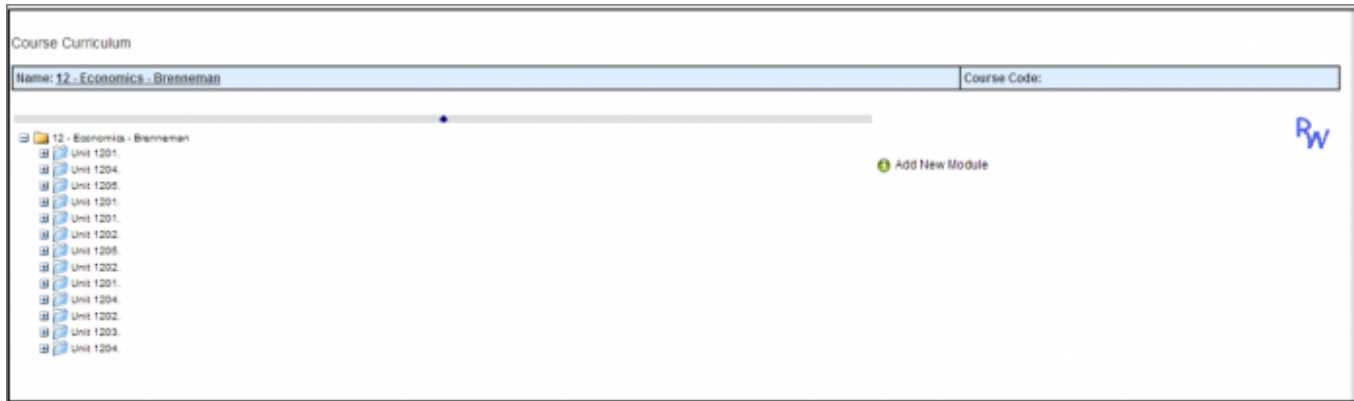 Course Curriculum
Name: 12 - Economics - Brenneman Course Code:
RW
12 - Economics - Brenneman
Unit 1201.
Add New Module
Unit 1204.
Unit 1205.
Unit 1201.
Unit 1201.
Unit 1202.
Unit 1205.
Unit 1202.
Unit 1201.
Unit 1204.
Unit 1202.
Unit 1203.
Unit 1204.